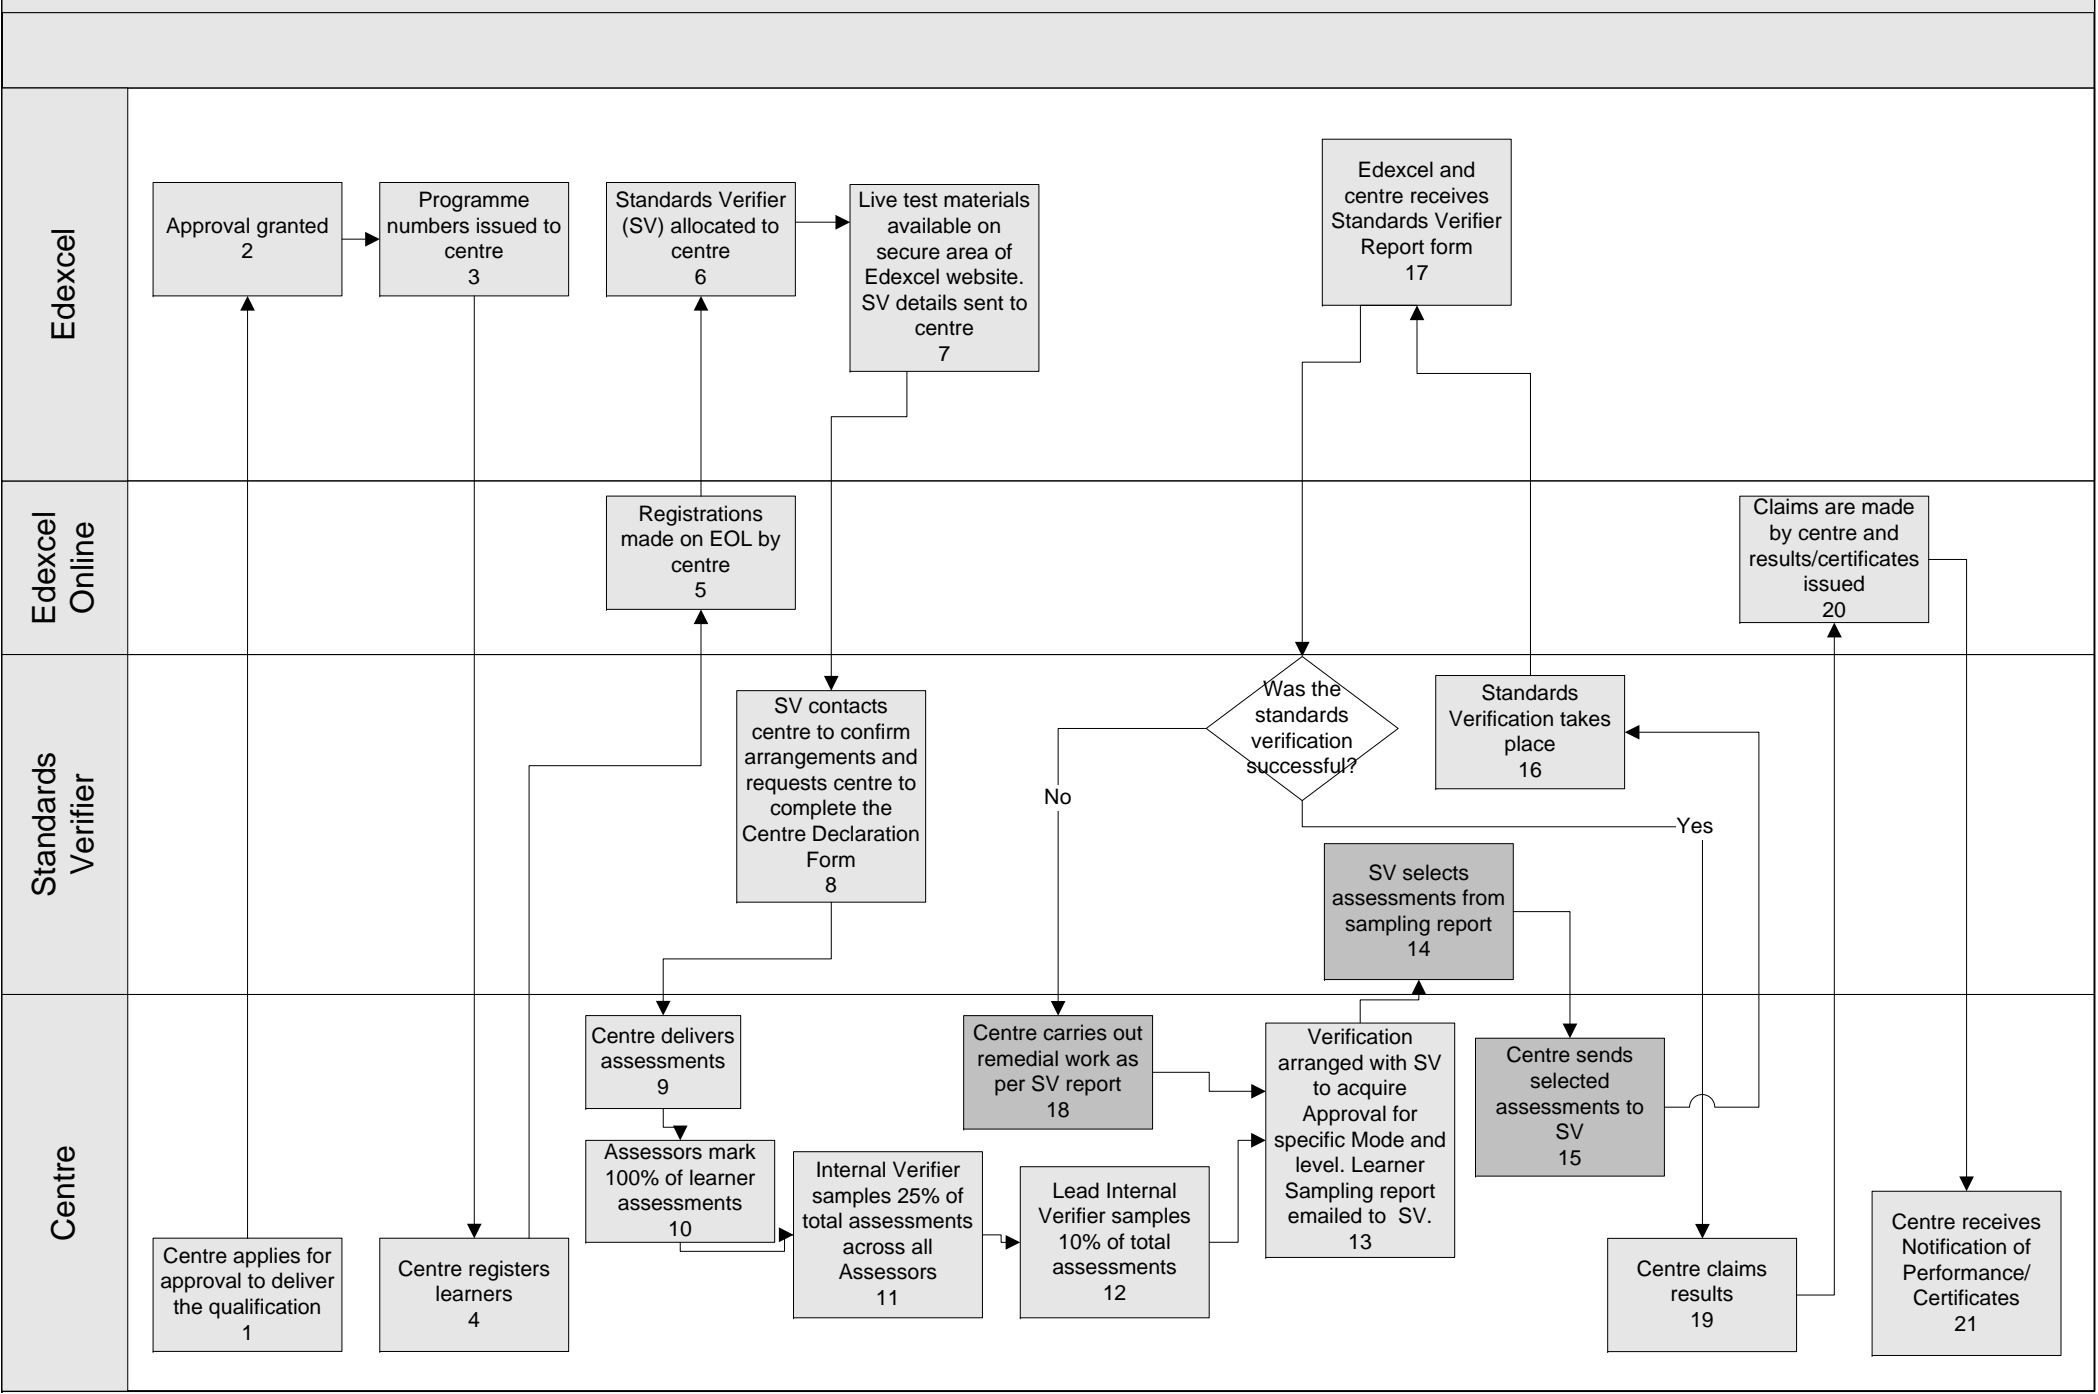 Edexcel
Approval granted
2
Programme
numbers issued to
centre
3
Standards Verifier
(SV) allocated to
centre
6
Live test materials
available on
secure area of
Edexcel website.
SV details sent to
centre
7
Edexcel and
centre receives
Standards Verifier
Report form
17
Edexcel
Online
Registrations
made on EOL by
centre
5
Claims are made
by centre and
results/certificates
issued
20
Standards
Verifier
SV contacts
centre to confirm
arrangements and
requests centre to
complete the
Centre Declaration
Form
8
Was the
standards
verification
successful?
No
Yes
Standards
Verification takes
place
16
SV selects
assessments from
sampling report
14
Centre
Centre applies for
approval to deliver
the qualification
1
Centre registers
learners
4
Centre delivers
assessments
9
Assessors mark
100% of learner
assessments
10
Internal Verifier
samples 25% of
total assessments
across all
Assessors
11
Lead Internal
Verifier samples
10% of total
assessments
12
Centre carries out
remedial work as
per SV report
18
Verification
arranged with SV
to acquire
Approval for
specific Mode and
level. Learner
Sampling report
emailed to  SV.
13
Centre sends
selected
assessments to
SV
15
Centre claims
results
19
Centre receives
Notification of
Performance/
Certificates
21